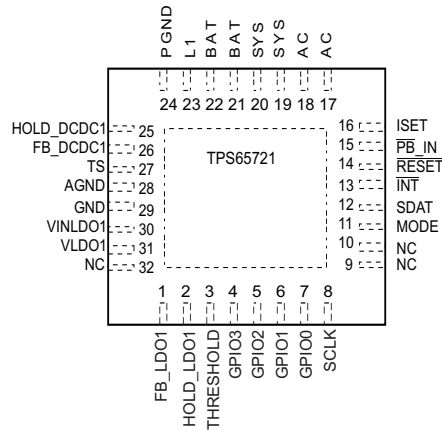 PGND
L1
BAT
BAT
SYS
SYS
AC
AC
24 23 22 21 20 19 18 17
HOLD_DCDC1 25
FB_DCDC1 26
TS 27
AGND 28
GND 29
VINLDO1 30
VLDO1 31
NC 32
TPS65721
16 ISET
15 PB_IN
14 RESET
13 INT
12 SDAT
11 MODE
10 NC
9 NC
1 2 3 4 5 6 7 8
FB_LDO1
HOLD_LDO1
THRESHOLD
GPIO3
GPIO2
GPIO1
GPIO0
SCLK